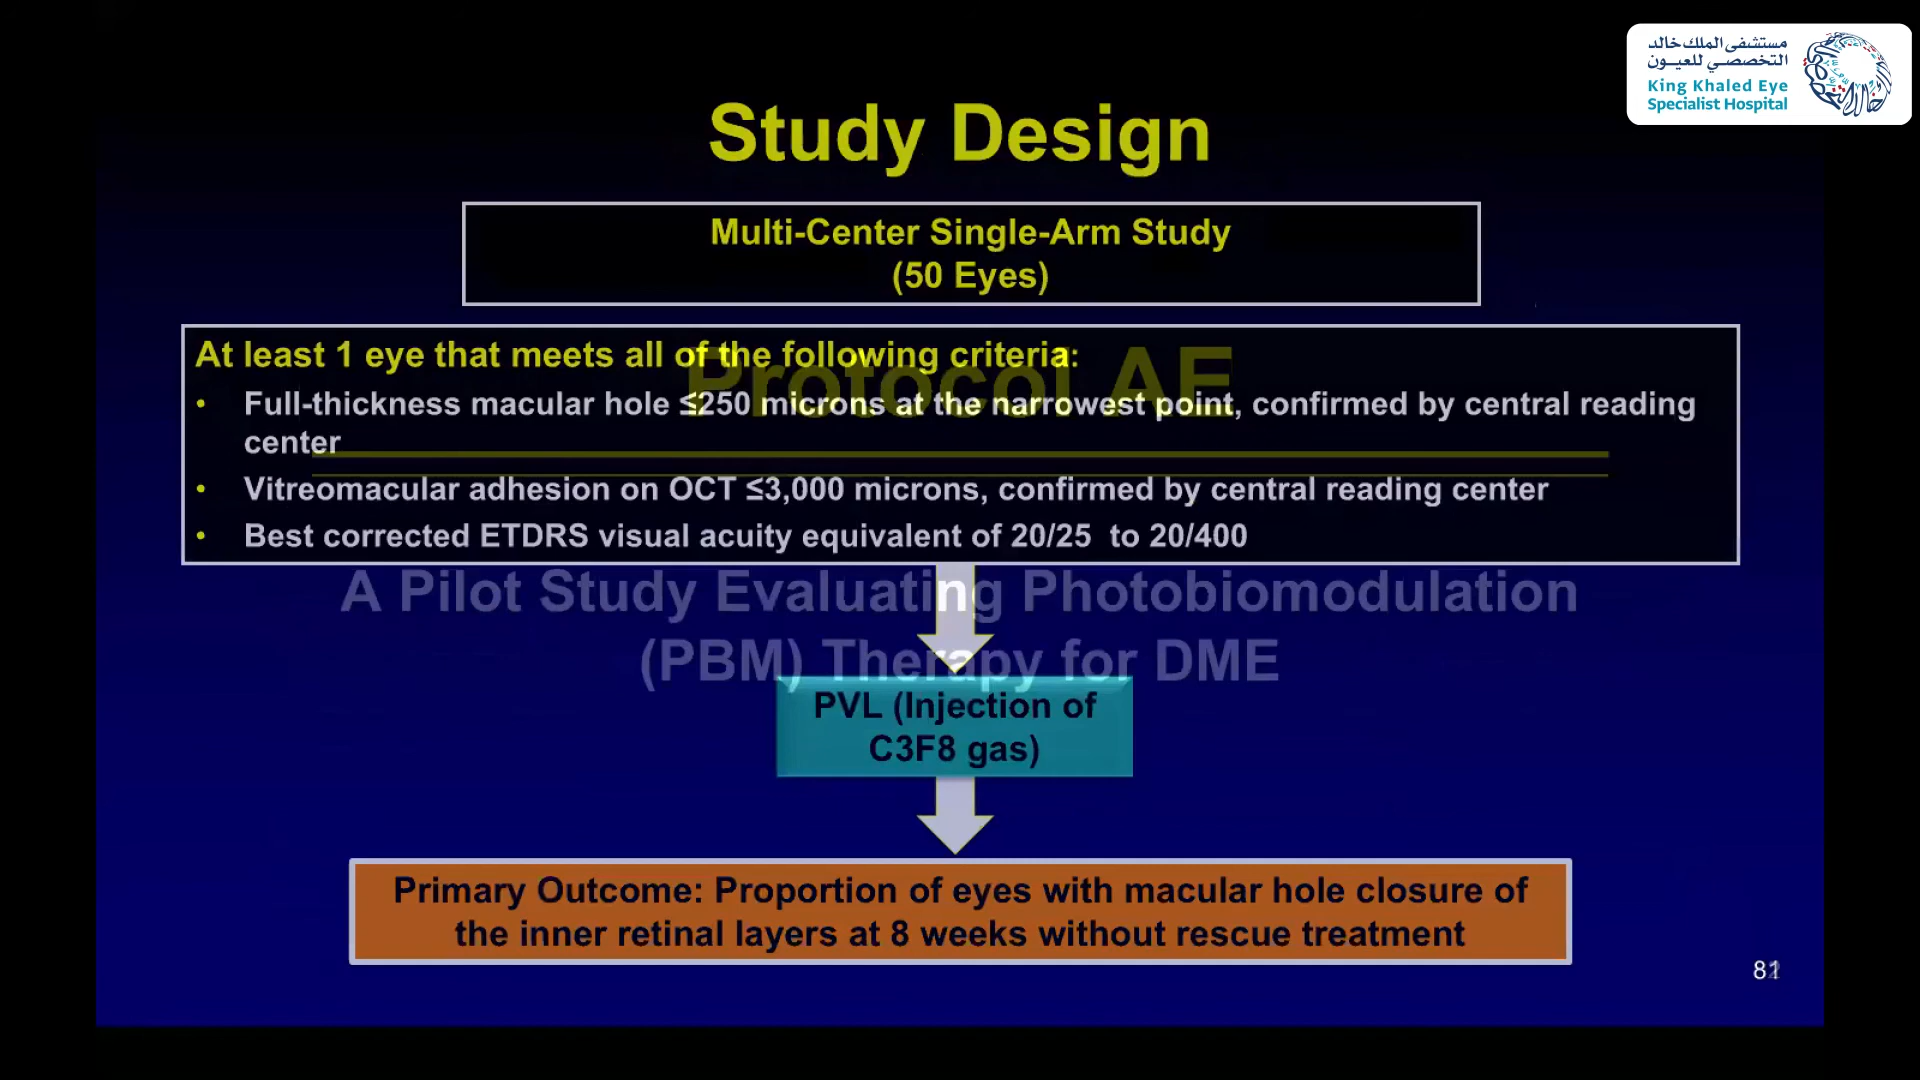 مستشفى الملك خالد
التخصصي للعيون
King Khaled Eye
Specialist Hospital
Study Design
Multi-Center Single-Arm Study
(50 Eyes)
At least 1 eye that meets all of the following criteria:
Protocol AE
• Full-thickness macular hole ≤250 microns at the narrowest point, confirmed by central reading
center
• Vitreomacular adhesion on OCT ≤3,000 microns, confirmed by central reading center
• Best corrected ETDRS visual acuity equivalent of 20/25 to 20/400
A Pilot Study Evaluating Photobiomodulation
(PBM) Therapy for DME
PVL (Injection of
C3F8 gas)
Primary Outcome: Proportion of eyes with macular hole closure of
the inner retinal layers at 8 weeks without rescue treatment